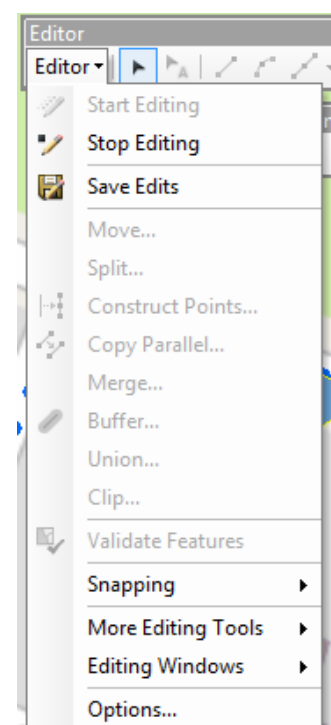 Editor
Editor
Start Editing
Stop Editing
Save Edits
Move...
Split...
Construct Points...
Copy Parallel...
Merge...
Buffer...
Union...
Clip...
Validate Features
Snapping
More Editing Tools
Editing Windows
Options...